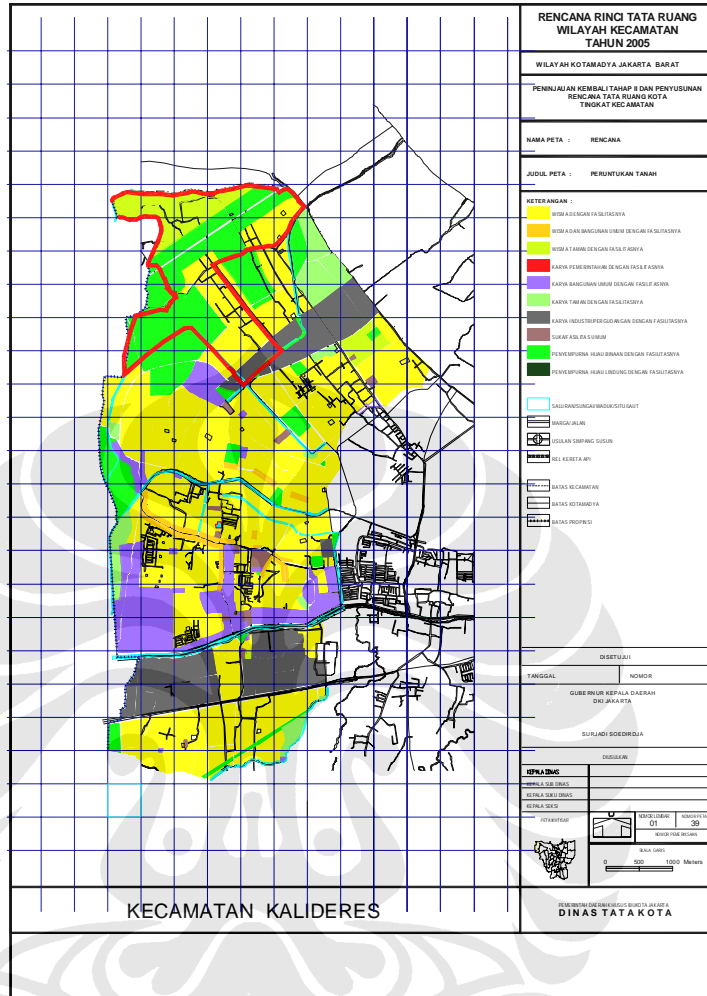 RENCANA RINCI TATA RUANG
WILAYAH KECAMATAN
TAHUN 2005
WILAYAH KOTAMADYA JAKARTA BARAT
PENINJAUAN KEMBALI TAHAP II DAN PENYUSUNAN
RENCANA TATA RUANG KOTA
TINGKAT KECAMATAN
NAMA PETA : RENCANA
JUDUL PETA : PERUNTUKAN TANAH
KETERANGAN :
WISMA DENGAN FASILITASNYA
WISMA DAN BANGUNAN UMUM DENGAN FASILITASNYA
WISMA TAMAN DENGAN FASILITASNYA
KARYA PEMERINTAHAN DENGAN FASILITASNYA
KARYA BANGUNAN UMUM DENGAN FASILITASNYA
KARYA TAMAN DENGAN FASILITASNYA
KARYA INDUSTRI/PERGUDANGAN DENGAN FASILITASNYA
SUKA/FASILITAS UMUM
PENYEMPURNA HIJAU BINAAN DENGAN FASILITASNYA
PENYEMPURNA HIJAU LINDUNG DENGAN FASILITASNYA
SALURAN/SUNGAI/WADUK/SITU/LAUT
MARGA/JALAN
USULAN SIMPANG SUSUN
REL KERETA API
BATAS KECAMATAN
BATAS KOTAMADYA
BATAS PROPINSI
DISETUJUI
TANGGAL NOMOR
GUBERNUR KEPALA DAERAH
DKI JAKARTA
SURJADI SOEDIRDJA
DIUSULKAN
KEPALA DINAS
KEPALA SUB DINAS
KEPALA SUKU DINAS
KEPALA SEKSI
PETA IKHTISAR
NOMOR LEMBAR NOMOR PETA
01 39
NOMOR PEMERIKSAAN
SKALA GARIS
0 500 1000 Meters
PEMERINTAH DAERAH KHUSUS IBUKOTA JAKARTA
DINAS TATA KOTA
KECAMATAN KALIDERES